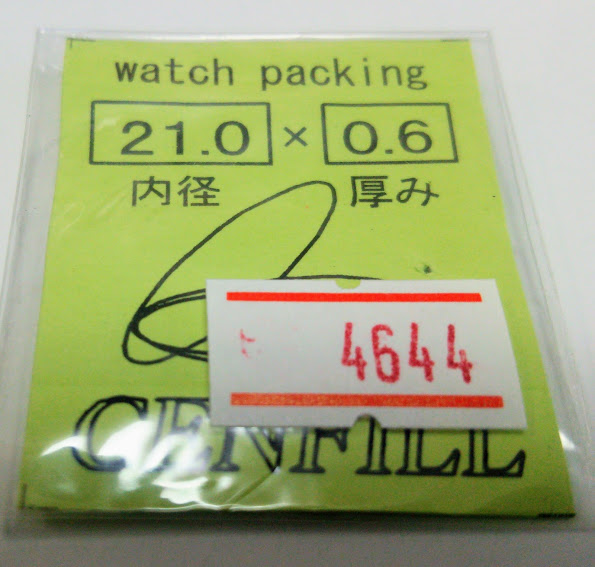 watch packing
21.0 × 0.6
内径 厚み
4644
CENFILL